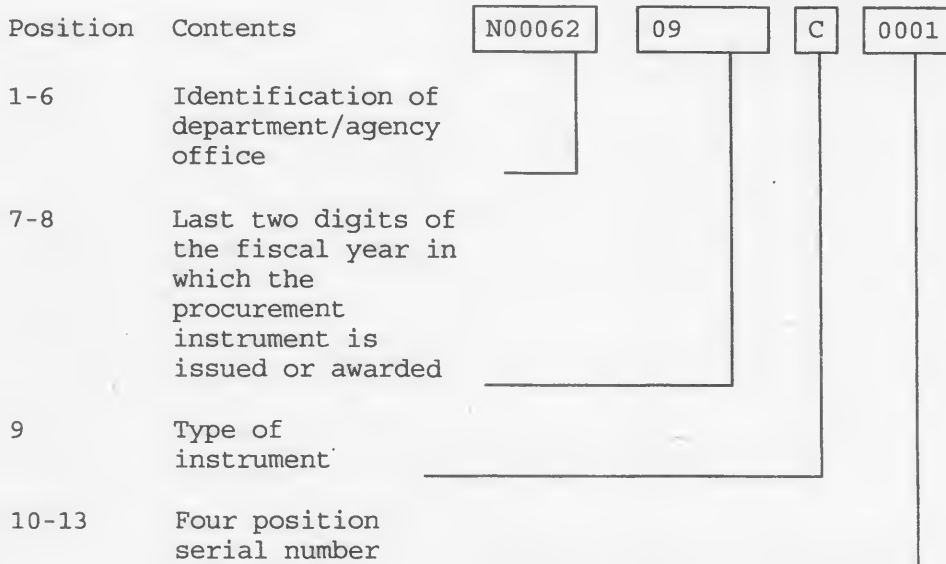 Position Contents N00062 09 C 0001
1-6 Identification of
department/agency
office
7-8 Last two digits of
the fiscal year in
which the
procurement
instrument is
issued or awarded
9 Type of
instrument
10-13 Four position
serial number